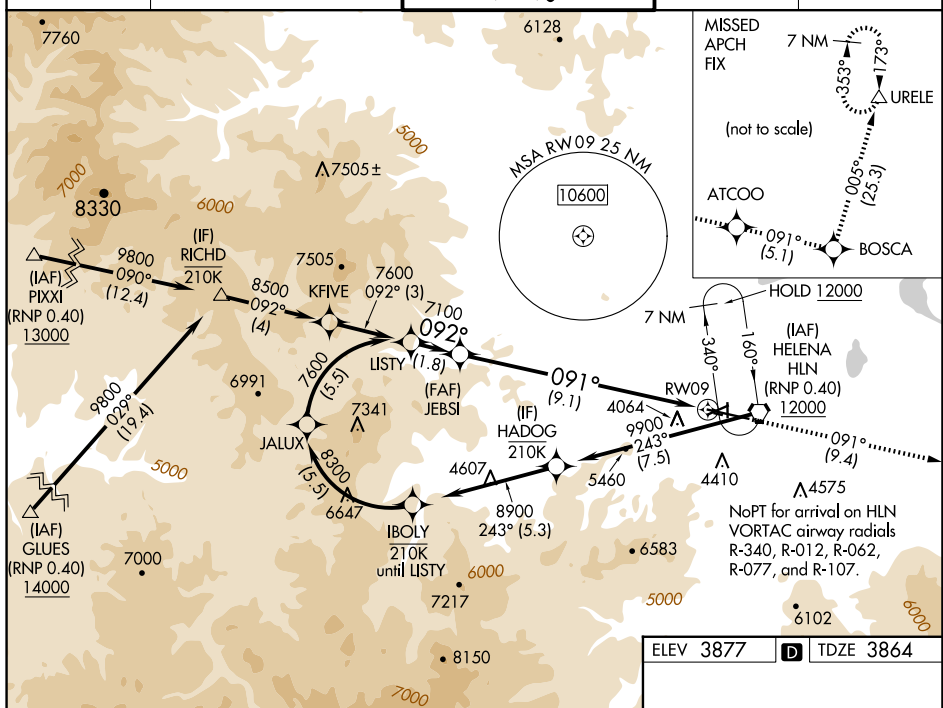 7760
6128
MISSED
APCH
FIX
7 NM
353°
173°
URELE
(not to scale)
005°
(25.3)
ATCOO
091°
(5.1)
BOSCA
5000
7505±
7000
8330
6000
MSA RW09 25 NM
10600
(IF)
RICHD
210K
9800
090°
(12.4)
(IAF)
PIXXI
(RNP 0.40)
13000
8500
092°
(4)
7505
KFIVE
7600
092° (3)
7100
092°
(1.8)
LISTY
(FAF)
JEBSI
091°
(9.1)
HOLD 12000
7 NM
340°
160°
(IAF)
HELENA
HLN
(RNP 0.40)
12000
RW09
4064
9900
243°
(7.5)
091°
(9.4)
9800
029°
(19.4)
6991
7600
(5.5)
7341
JALUX
8300
(5.5)
6647
(IF)
HADOG
210K
4607
5460
4410
4575
8900
243° (5.3)
IBOLY
210K
until LISTY
5000
(IAF)
GLUES
(RNP 0.40)
14000
7000
NoPT for arrival on HLN
VORTAC airway radials
R-340, R-012, R-062,
R-077, and R-107.
6583
6000
7217
5000
6102
6000
8150
7000
ELEV 3877 D TDZE 3864